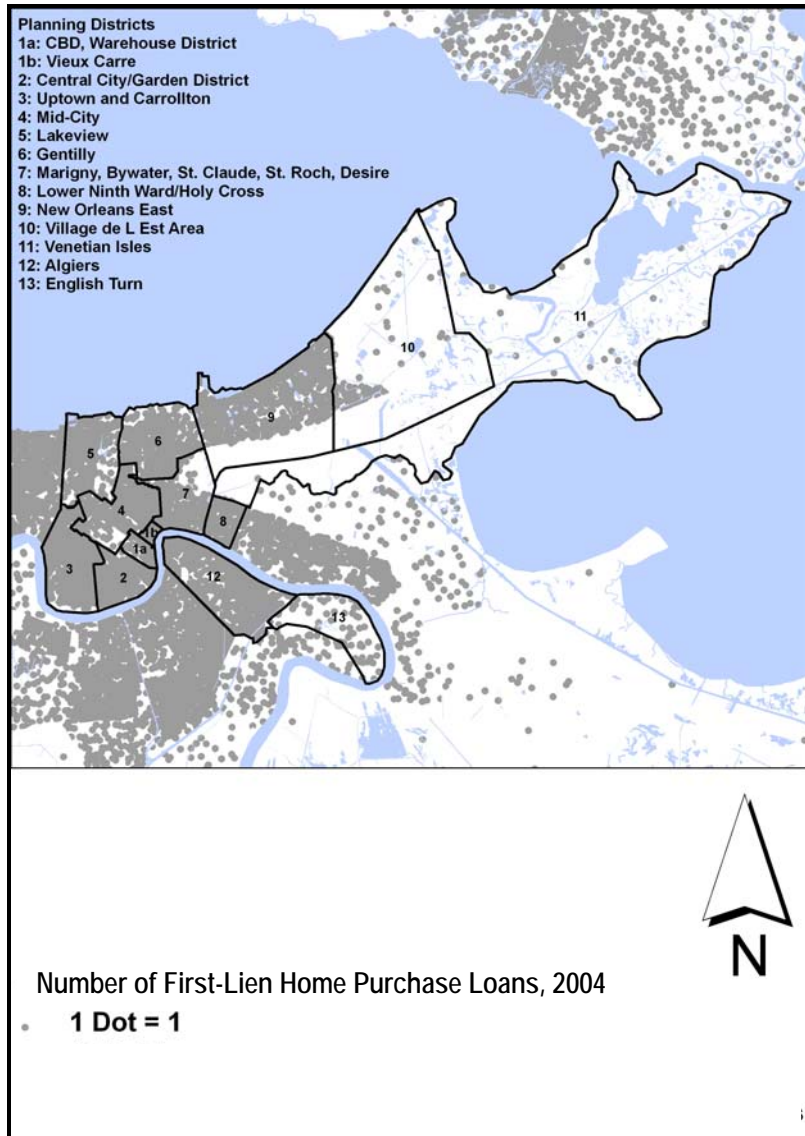 Planning Districts
1a: CBD, Warehouse District
1b: Vieux Carre
2: Central City/Garden District
3: Uptown and Carrollton
4: Mid-City
5: Lakeview
6: Gentilly
7: Marigny, Bywater, St. Claude, St. Roch, Desire
8: Lower Ninth Ward/Holy Cross
9: New Orleans East
10: Village de L Est Area
11: Venetian Isles
12: Algiers
13: English Turn
11
10
9
6
5
7
4
8
1b
1a
3
2
12
13
N
Number of First-Lien Home Purchase Loans, 2004
1 Dot = 1